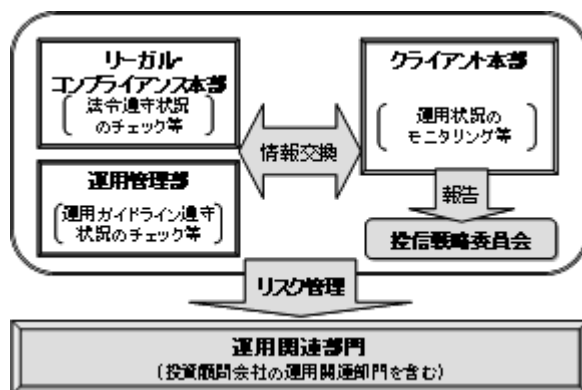 リーガル・
コンプライアンス本部
法令遵守状況
のチェック等
運用管理部
運用ガイドライン遵守
状況のチェック等
情報交換
クライアント本部
運用状況の
モニタリング等
報告
投信戦略委員会
リスク管理
運用関連部門
(投資顧問会社の運用関連部門を含む)